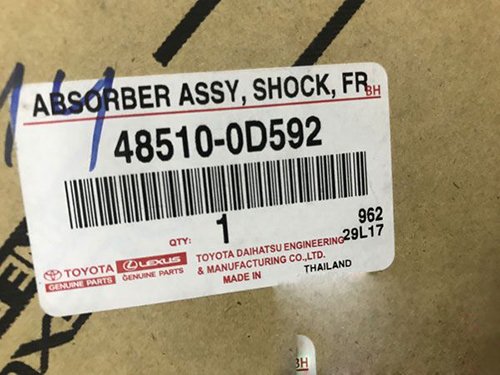 ABSORBER ASSY, SHOCK, FR
BH
48510-0D592
QTY: 1
962
29L17
TOYOTA GENUINE PARTS
LEXUS GENUINE PARTS
TOYOTA DAIHATSU ENGINEERING
& MANUFACTURING CO.,LTD.
MADE IN THAILAND
BH